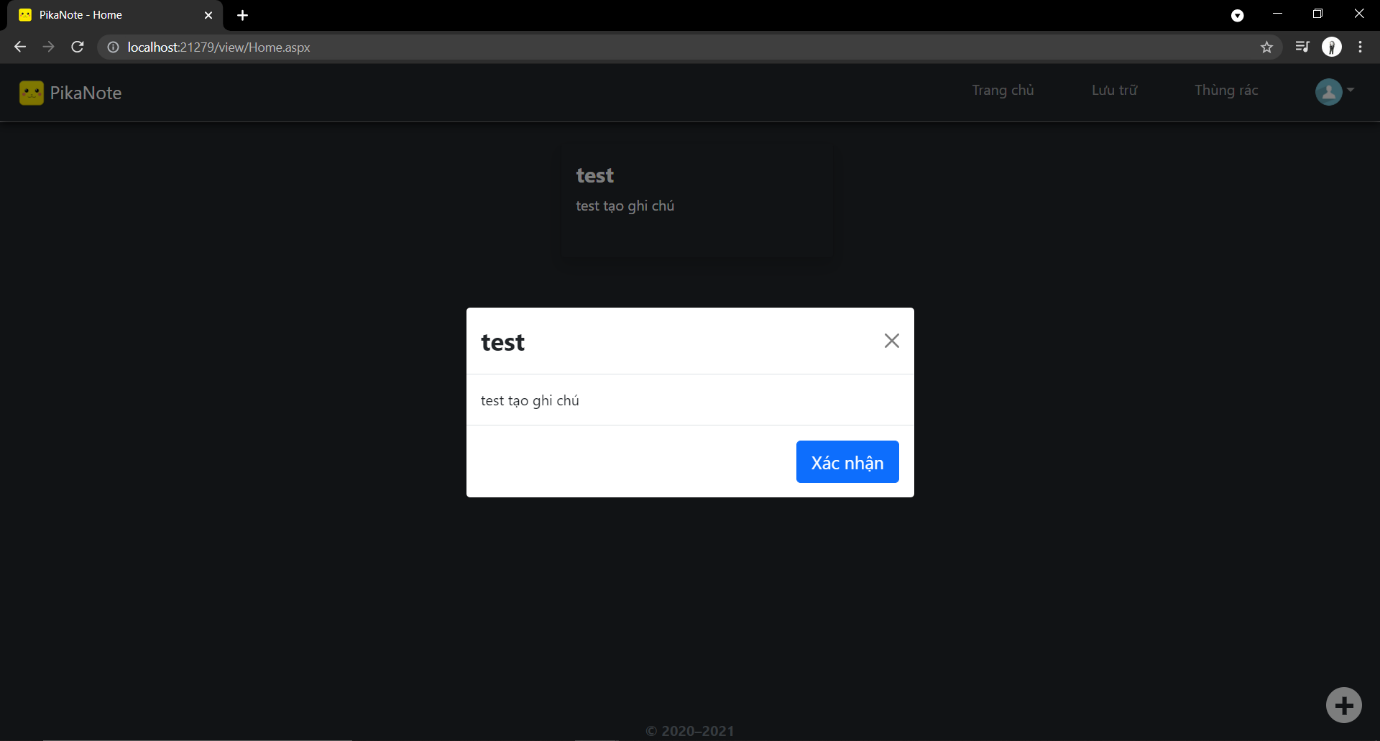 PikaNote - Home
localhost:21279/view/Home.aspx
PikaNote
Trang chủ
Lưu trữ
Thùng rác
test
test tạo ghi chú
test
test tạo ghi chú
Xác nhận
© 2020–2021